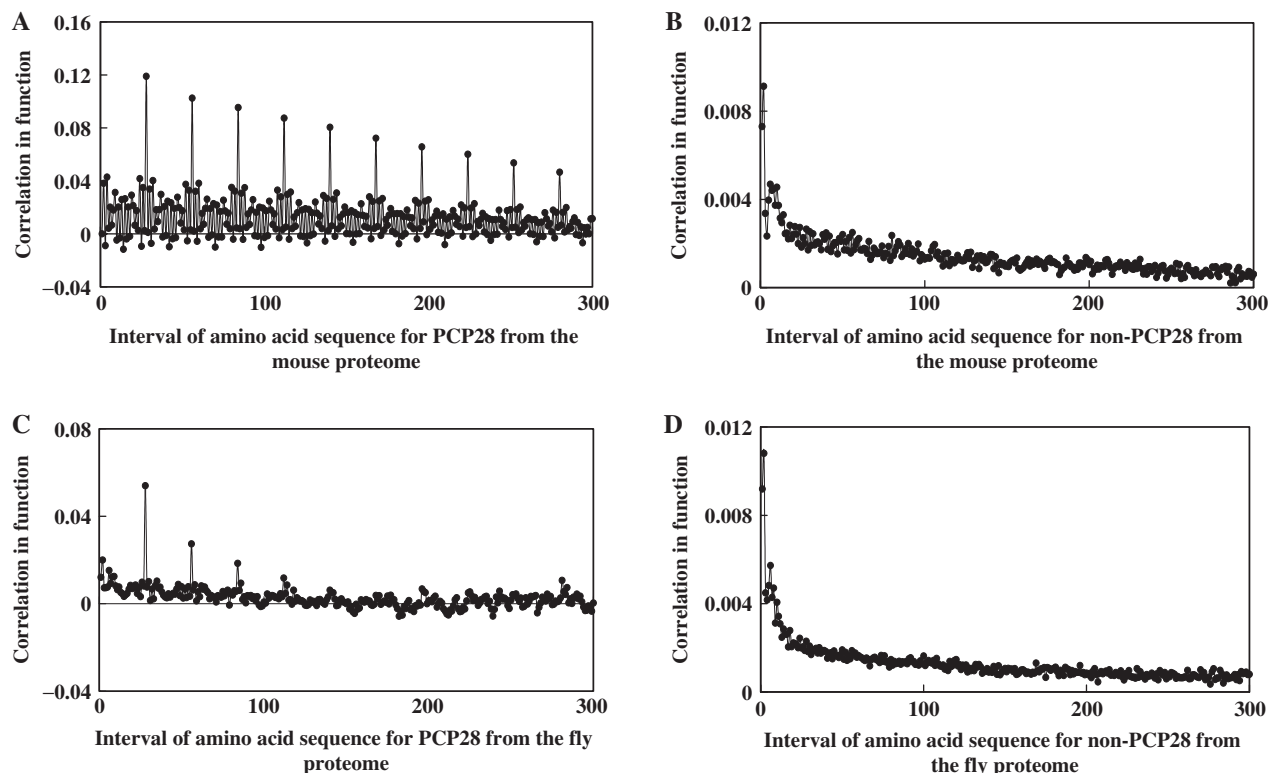 A
0.16
0.12
0.08
0.04
0
−0.04
Correlation in function
0
100
200
300
Interval of amino acid sequence for PCP28 from the
mouse proteome
B
0.012
0.008
0.004
0
Correlation in function
0
100
200
300
Interval of amino acid sequence for non-PCP28 from
the mouse proteome
C
0.08
0.04
0
−0.04
Correlation in function
0
100
200
300
Interval of amino acid sequence for PCP28 from the fly
proteome
D
0.012
0.008
0.004
0
Correlation in function
0
100
200
300
Interval of amino acid sequence for non-PCP28 from
the fly proteome